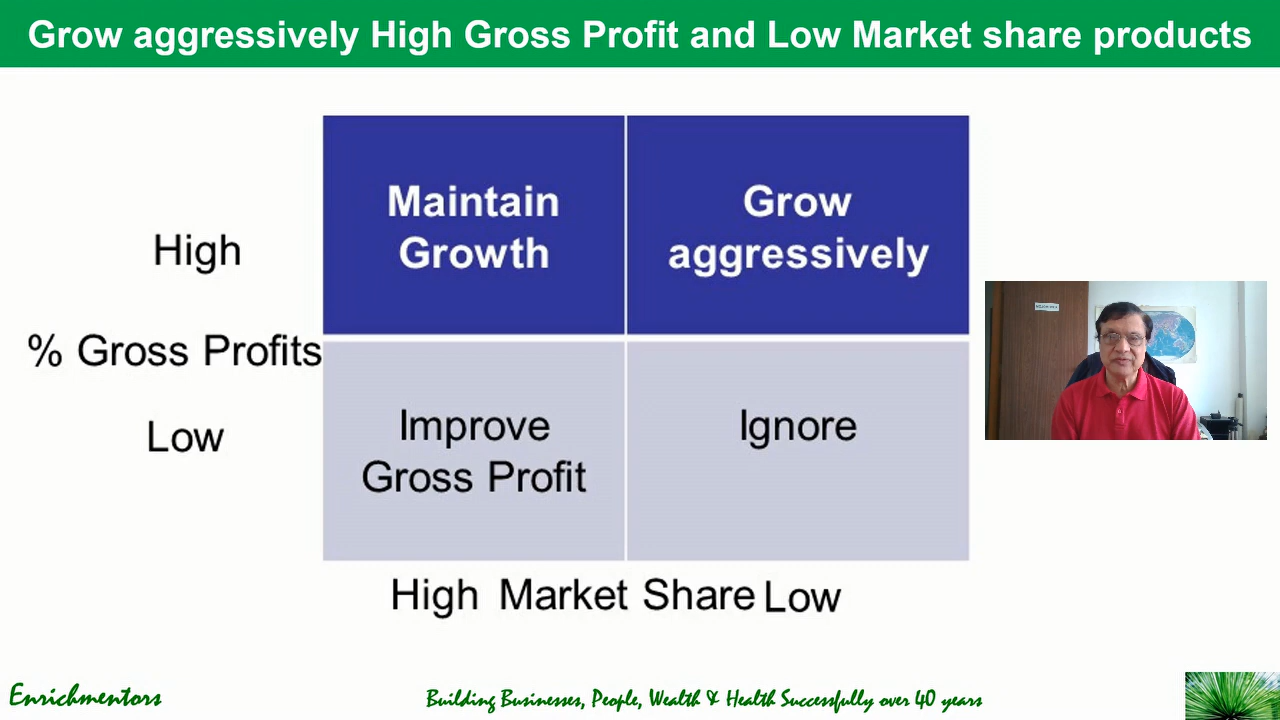 Grow aggressively High Gross Profit and Low Market share products
Maintain
Growth
Grow
aggressively
High
% Gross Profits
Low
Improve
Gross Profit
Ignore
High Market Share Low
Enrichmentors
Building Businesses, People, Wealth & Health Successfully over 40 years